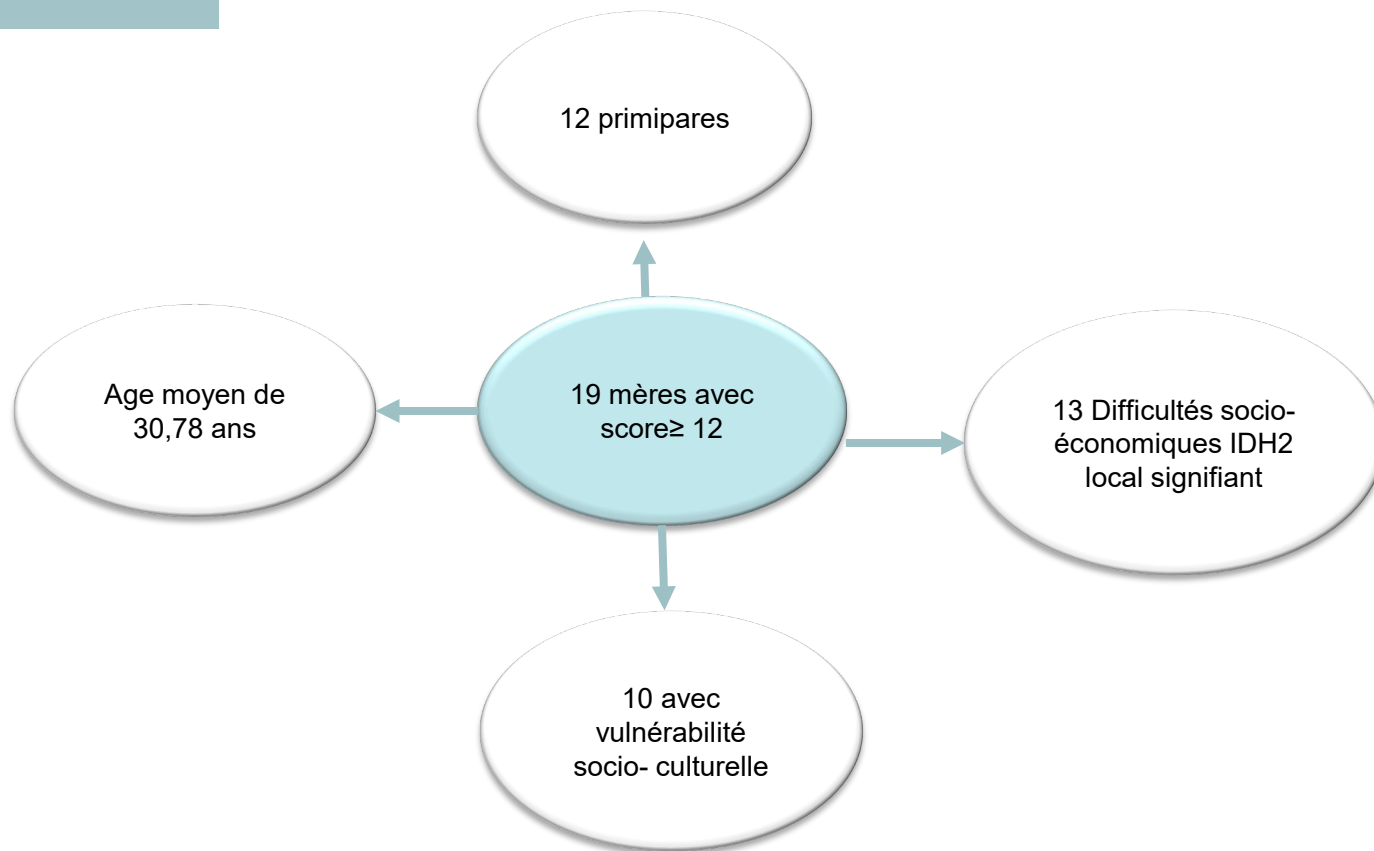 12 primipares
Age moyen de
30,78 ans
19 mères avec
score≥ 12
13 Difficultés socio-
économiques IDH2
local signifiant
10 avec
vulnérabilité
socio- culturelle